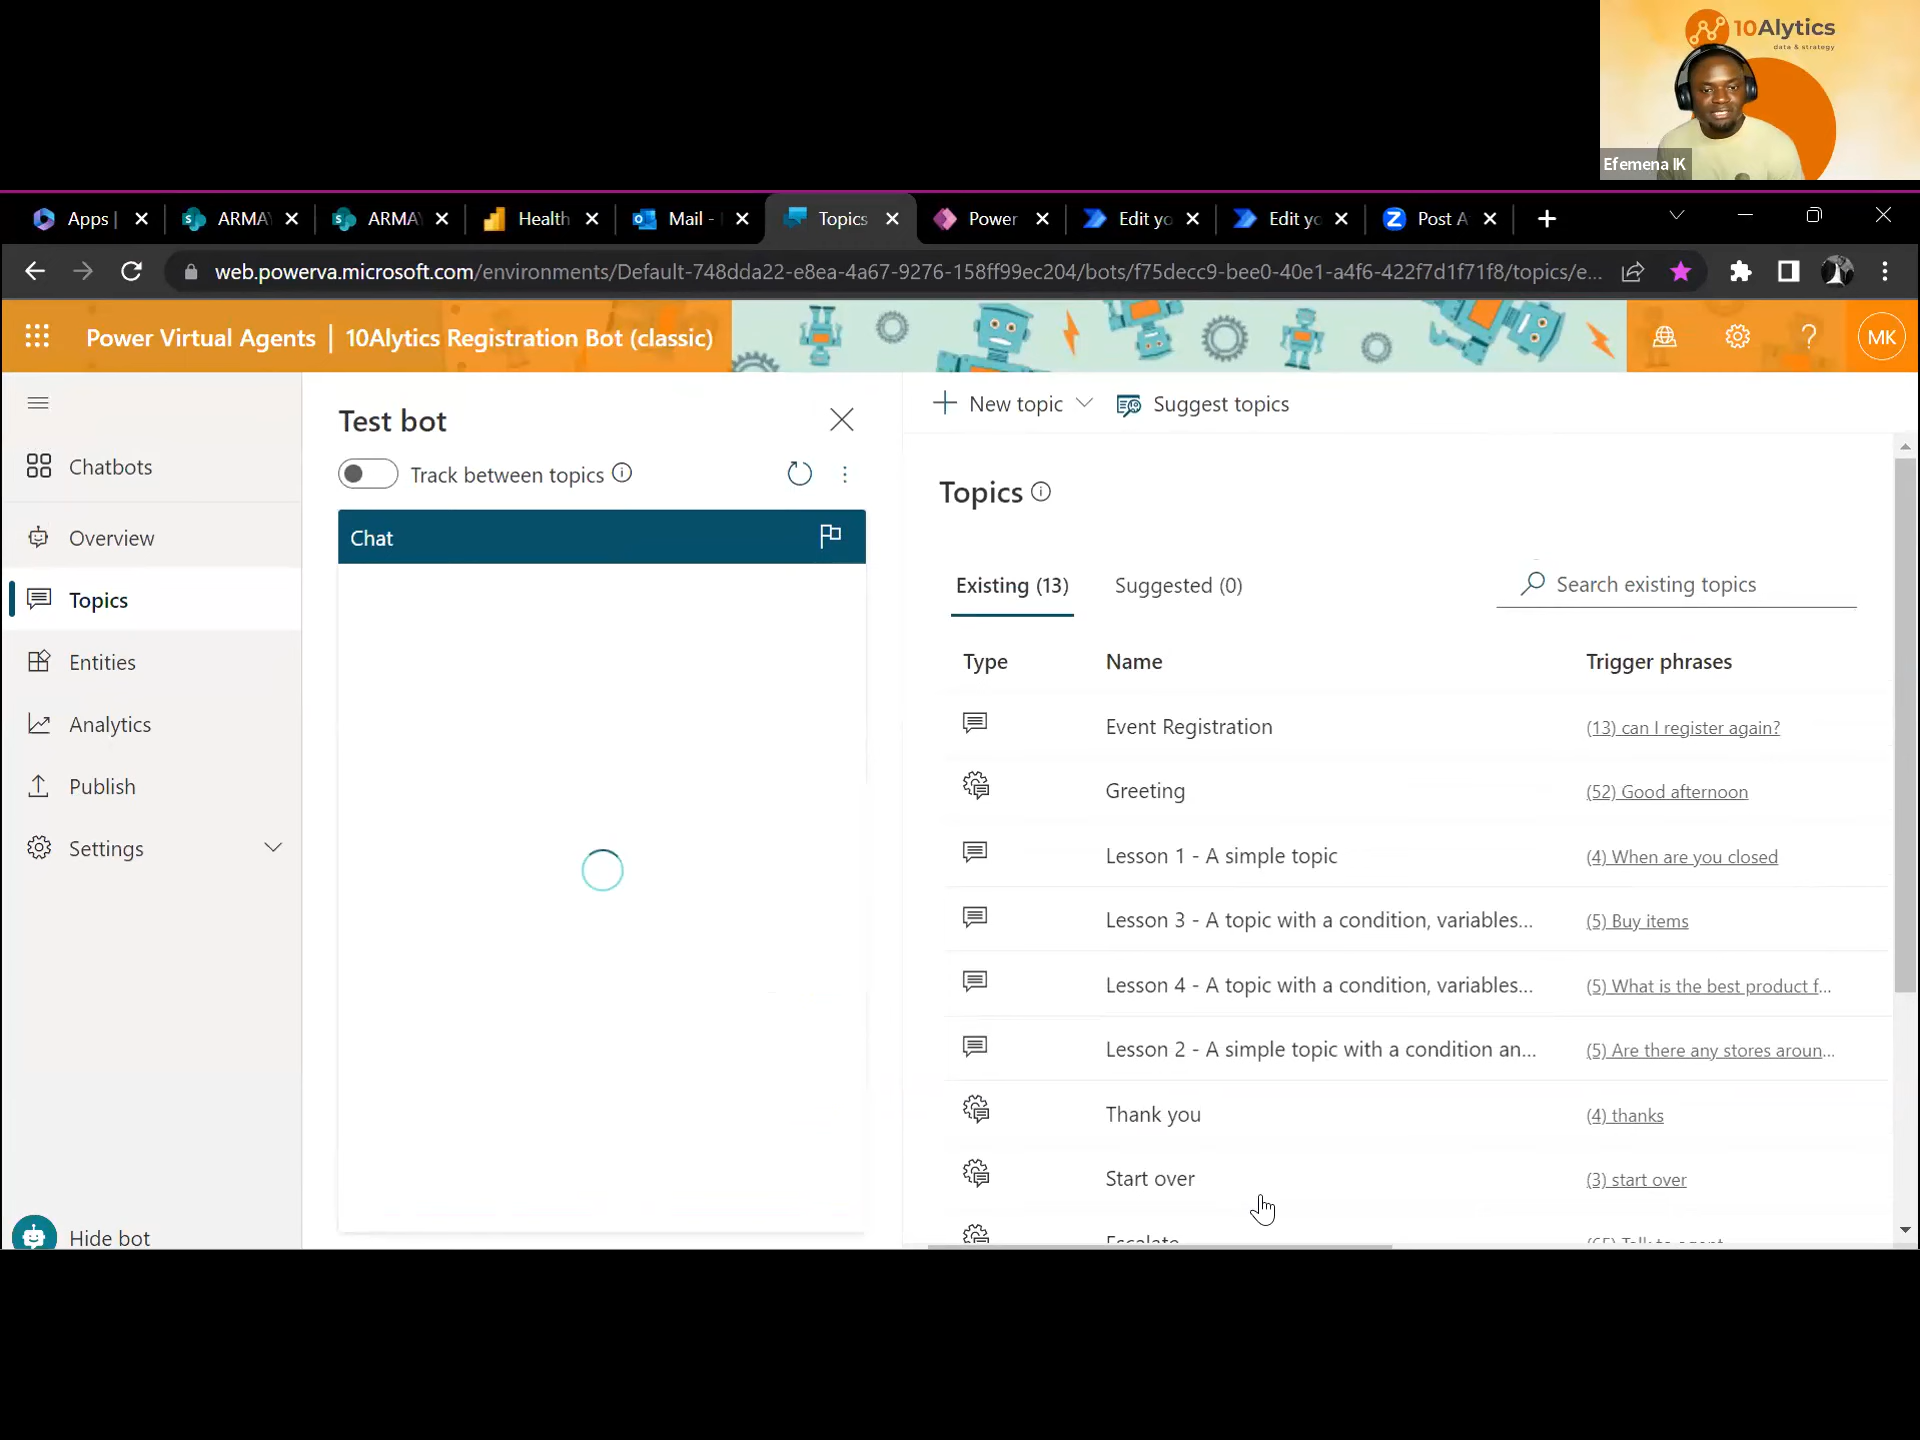 10Alytics
data & strategy
Efemena IK
Apps |
ARMA
ARMA
Health
Mail -
Topics
Power
Edit yo
Edit yo
Post A
web.powerva.microsoft.com/environments/Default-748dda22-e8ea-4a67-9276-158ff99ec204/bots/f75decc9-bee0-40e1-a4f6-422f7d1f71f8/topics/e...
Power Virtual Agents | 10Alytics Registration Bot (classic)
MK
Chatbots
Overview
Topics
Entities
Analytics
Publish
Settings
Hide bot
Test bot
Track between topics
Chat
New topic
Suggest topics
Topics
Existing (13)
Suggested (0)
Search existing topics
Type Name Trigger phrases
Event Registration (13) can I register again?
Greeting (52) Good afternoon
Lesson 1 - A simple topic (4) When are you closed
Lesson 3 - A topic with a condition, variables... (5) Buy items
Lesson 4 - A topic with a condition, variables... (5) What is the best product f...
Lesson 2 - A simple topic with a condition an... (5) Are there any stores aroun...
Thank you (4) thanks
Start over (3) start over
Escalate (65) Talk to agent